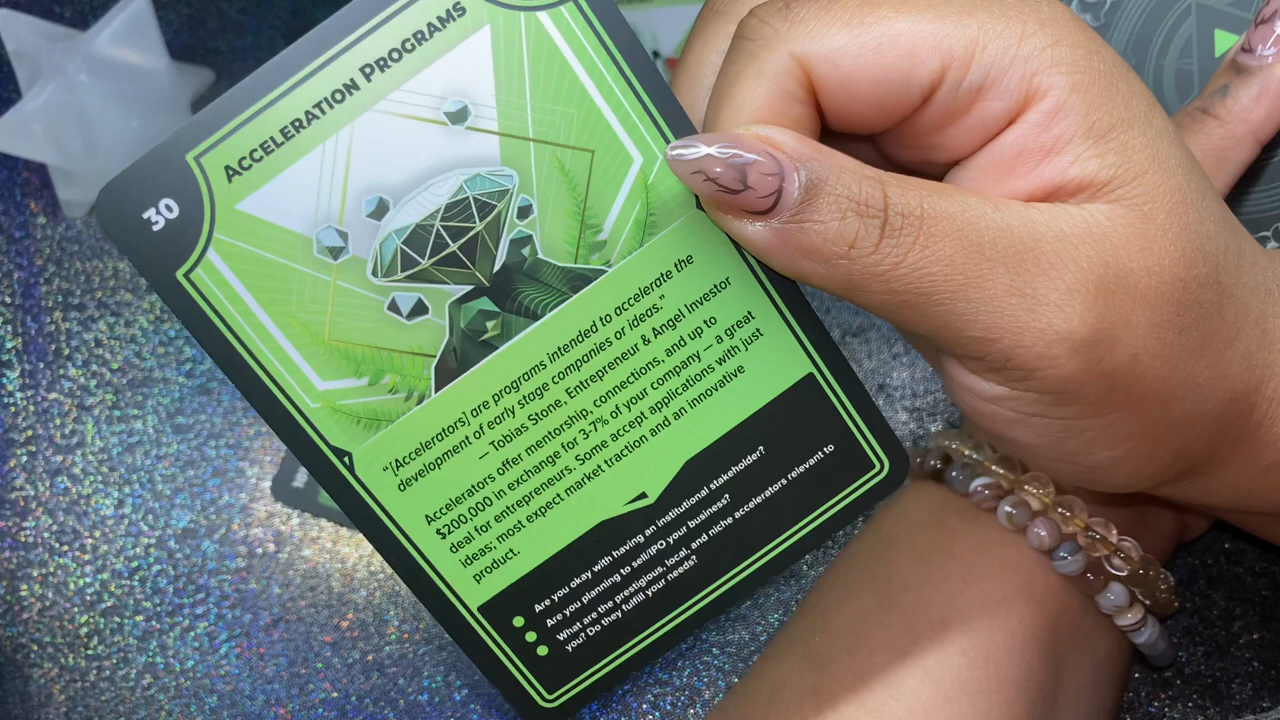 30
ACCELERATION PROGRAMS
“[Accelerators] are programs intended to accelerate the
development of early stage companies or ideas.”
— Tobias Stone, Entrepreneur & Angel Investor
Accelerators offer mentorship, connections, and up to
$200,000 in exchange for 3-7% of your company — a great
deal for entrepreneurs. Some accept applications with just
ideas; most expect market traction and an innovative
product.
Are you okay with having an institutional stakeholder?
Are you planning to sell/IPO your business?
What are the prestigious, local, and niche accelerators relevant to
you? Do they fulfill your needs?